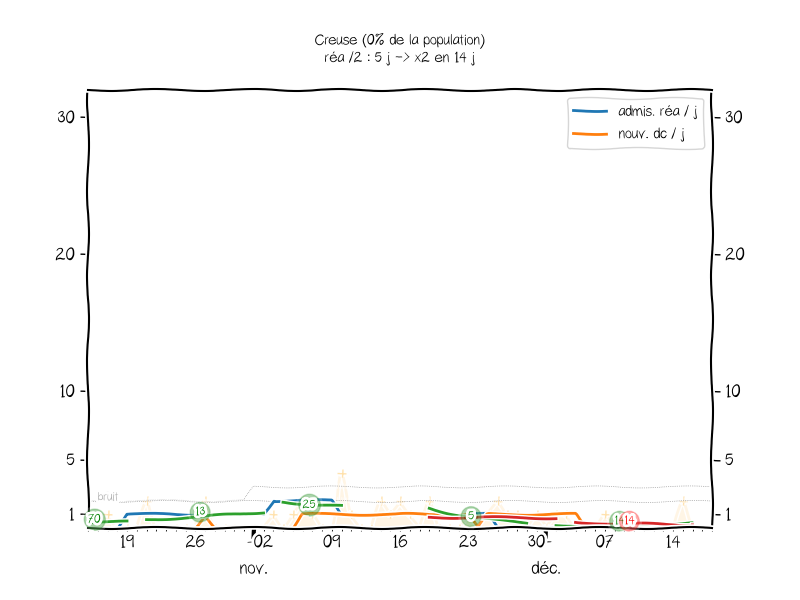 Creuse (0% de la population)
réa /2 : 5 j -> x2 en 14 j
admis. réa / j
nouv. dc / j
30 30
20 20
10 10
5 5
bruit
1 1
70 13 25 5 14 14
19 26 02 09 16 23 30 07 14
nov. déc.